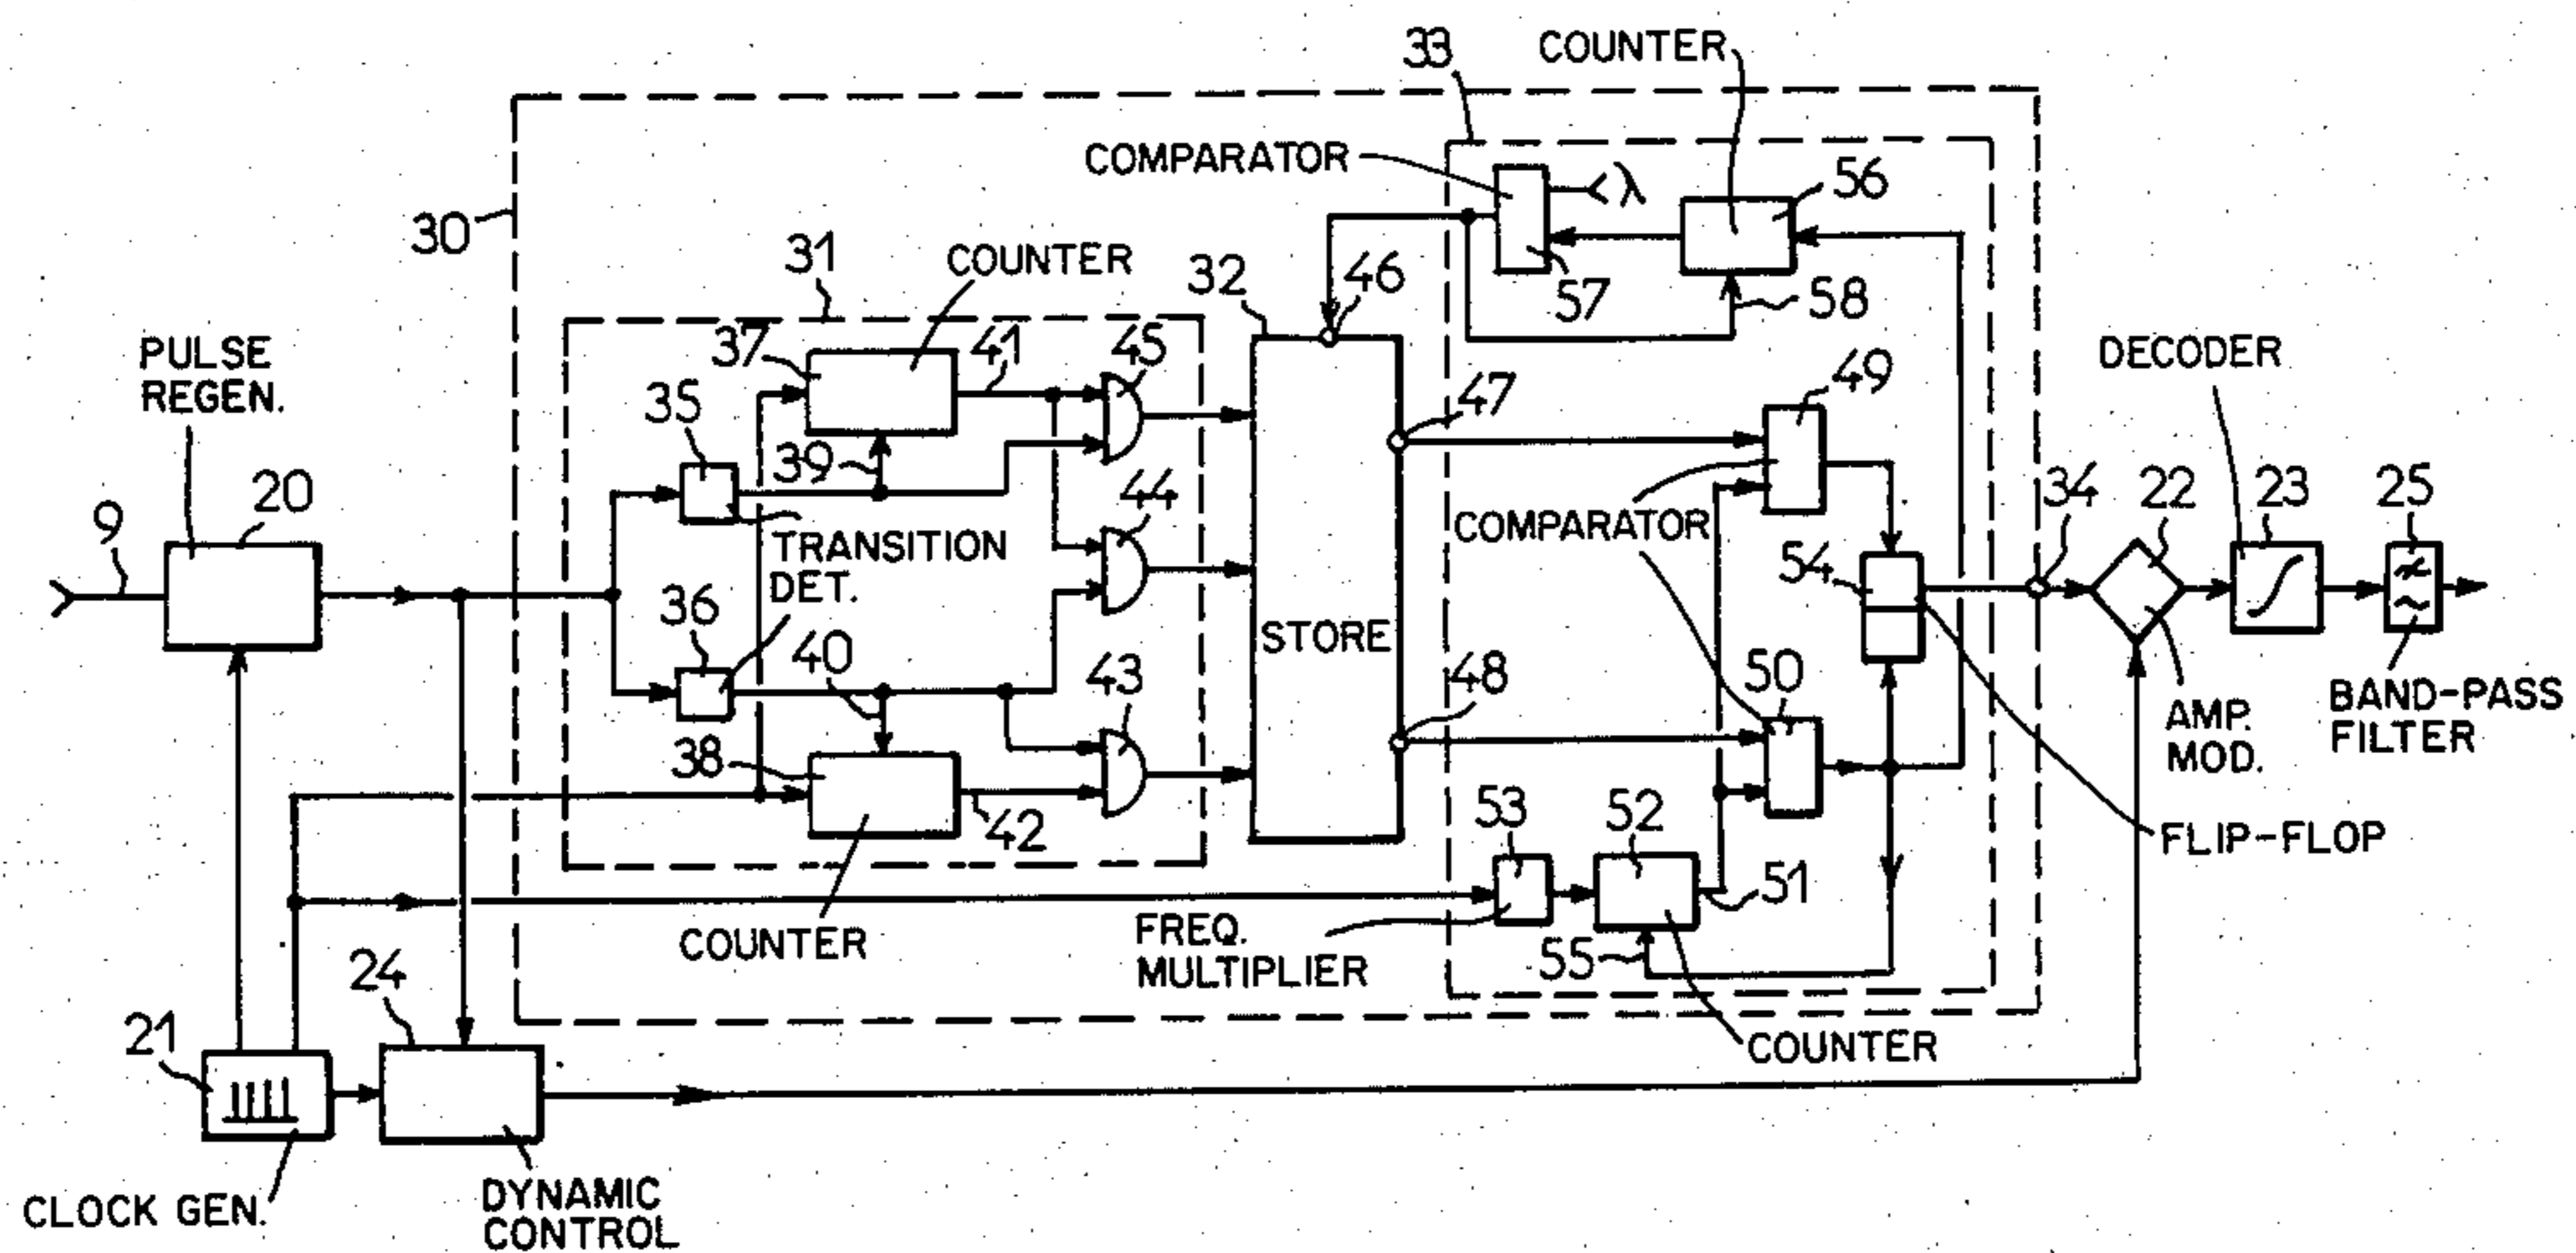 33
COUNTER
COMPARATOR
λ
56
30
31
COUNTER
32
46
57
58
PULSE
REGEN.
37
41
45
DECODER
35
47
49
39
9
20
44
COMPARATOR
34
22
23
25
TRANSITION
DET.
54
36
40
STORE
43
48
50
BAND-PASS
FILTER
AMP.
MOD.
38
42
53
52
FLIP-FLOP
51
COUNTER
FREQ.
MULTIPLIER
55
24
21
COUNTER
CLOCK GEN.
DYNAMIC
CONTROL